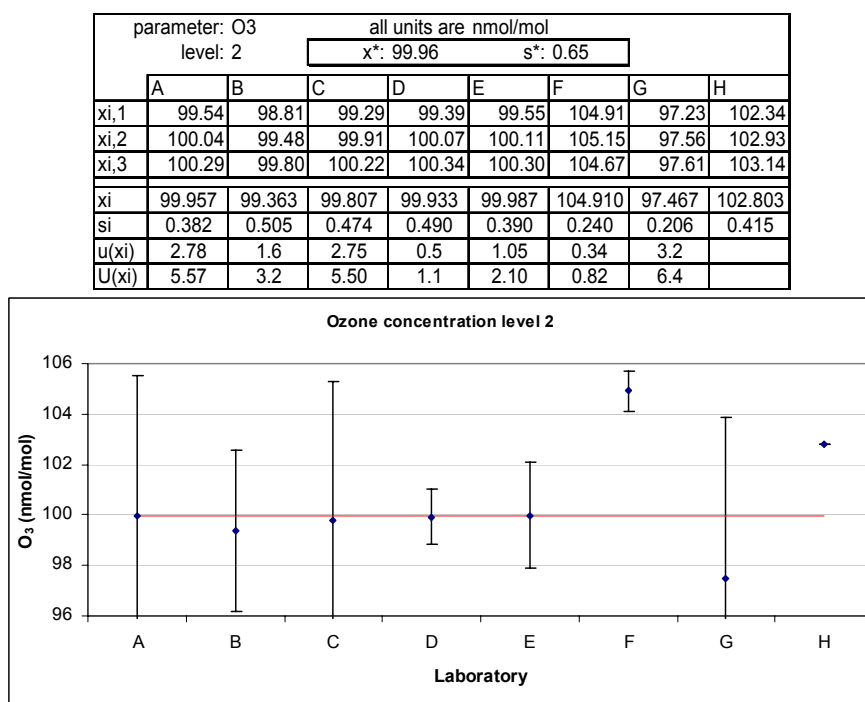 parameter: O3 all units are nmol/mol
level: 2 x*: 99.96 s*: 0.65
A B C D E F G H
xi,1 99.54 98.81 99.29 99.39 99.55 104.91 97.23 102.34
xi,2 100.04 99.48 99.91 100.07 100.11 105.15 97.56 102.93
xi,3 100.29 99.80 100.22 100.34 100.30 104.67 97.61 103.14
xi 99.957 99.363 99.807 99.933 99.987 104.910 97.467 102.803
si 0.382 0.505 0.474 0.490 0.390 0.240 0.206 0.415
u(xi) 2.78 1.6 2.75 0.5 1.05 0.34 3.2
U(xi) 5.57 3.2 5.50 1.1 2.10 0.82 6.4
Ozone concentration level 2
O₃ (nmol/mol)
106
104
102
100
98
96
A B C D E F G H
Laboratory